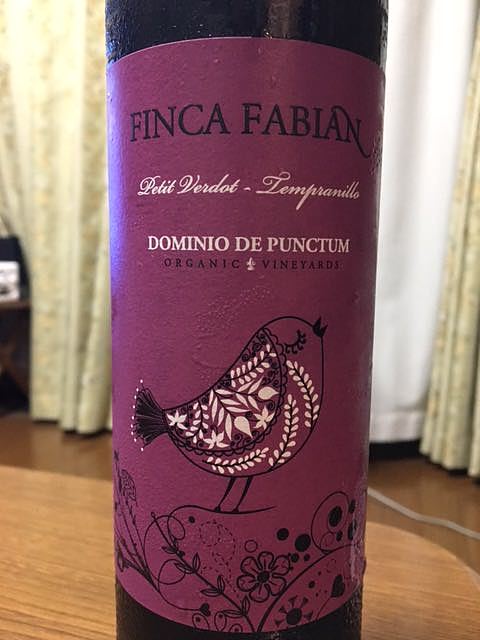 FINCA FABIAN
Petit Verdot - Tempranillo
DOMINIO DE PUNCTUM
ORGANIC VINEYARDS